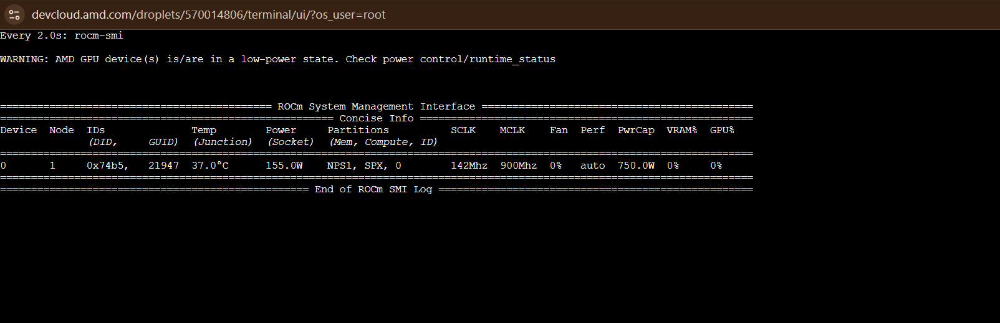 devcloud.amd.com/droplets/570014806/terminal/ui/?os_user=root
Every 2.0s: rocm-smi
WARNING: AMD GPU device(s) is/are in a low-power state. Check power control/runtime_status
============================================ ROCm System Management Interface ============================================
====================================================== Concise Info ======================================================
Device  Node  IDs              Temp        Power     Partitions          SCLK    MCLK    Fan  Perf  PwrCap  VRAM%  GPU%
              (DID,     GUID)  (Junction)  (Socket)  (Mem, Compute, ID)
==========================================================================================================================
0       1     0x74b5,   21947  37.0°C      155.0W    NPS1, SPX, 0        142Mhz  900Mhz  0%   auto  750.0W  0%     0%
==========================================================================================================================
================================================== End of ROCm SMI Log ===================================================